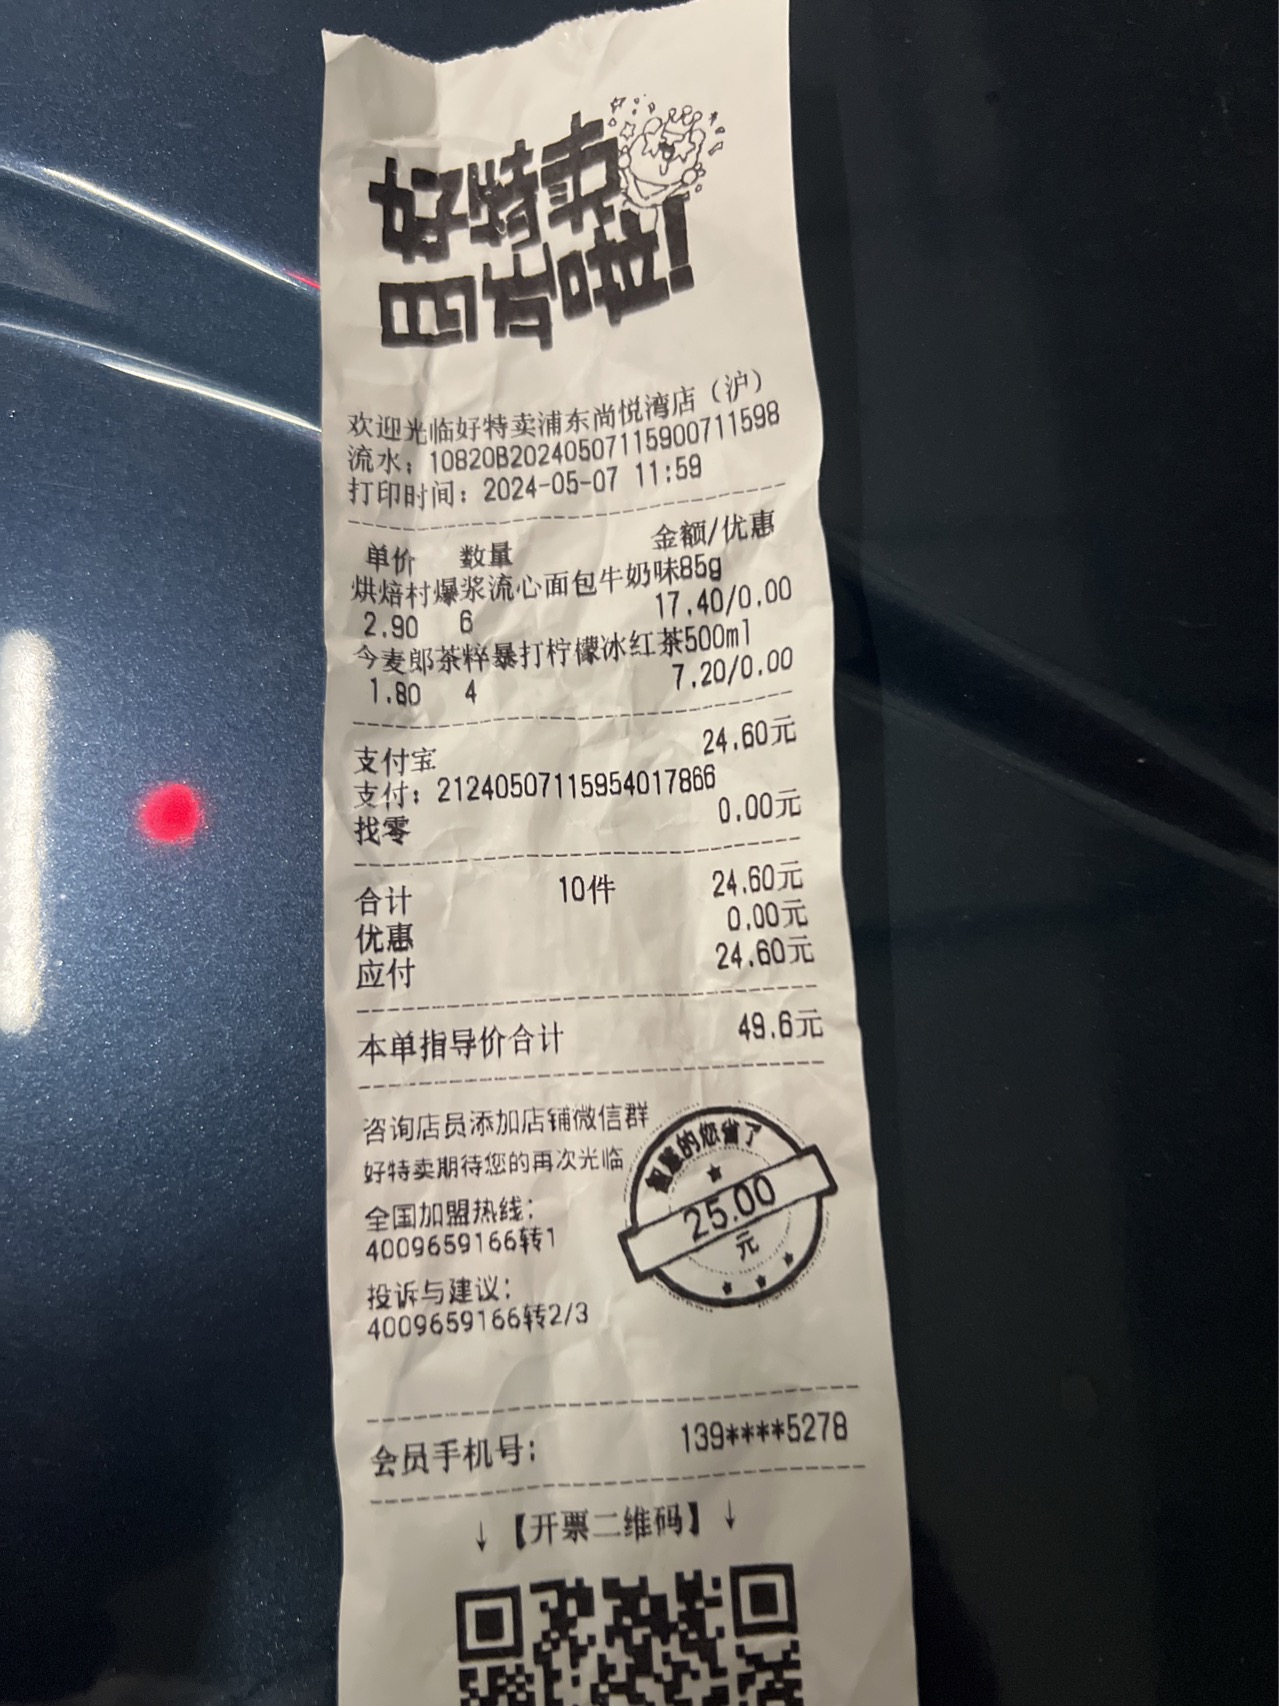 好特卖
昌水啦!
欢迎光临好特卖浦东尚悦湾店（沪）
流水：10820B20240507115900711598
打印时间：2024-05-07 11:59
单价 数量 金额/优惠
烘焙村爆浆流心面包牛奶味85g
2.90 6 17.40/0.00
今麦郎茶粹暴打柠檬冰红茶500ml
1.80 4 7.20/0.00
支付宝 24.60元
支付：21240507115954017866
找零 0.00元
合计 10件 24.60元
优惠 0.00元
应付 24.60元
本单指导价合计 49.6元
咨询店员添加店铺微信群
好特卖期待您的再次光临
全国加盟热线：
4009659166转1
投诉与建议：
4009659166转2/3
的您省了
25.00
元
会员手机号： 139****5278
↓【开票二维码】↓